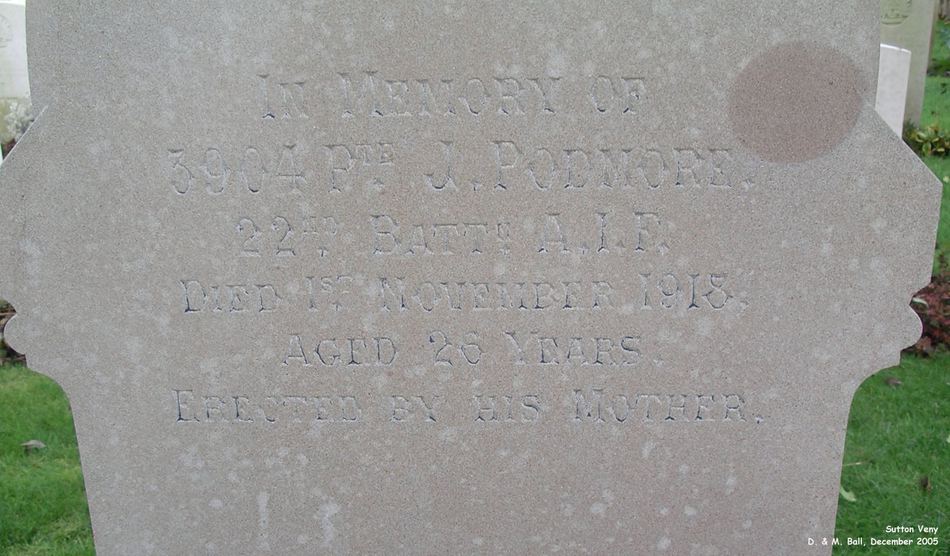 IN MEMORY OF
3904 PTE J. PODMORE.
22ND BATTN A.I.F.
DIED 1ST NOVEMBER 1918.
AGED 26 YEARS.
ERECTED BY HIS MOTHER.
Sutton Veny
D. & M. Ball, December 2005